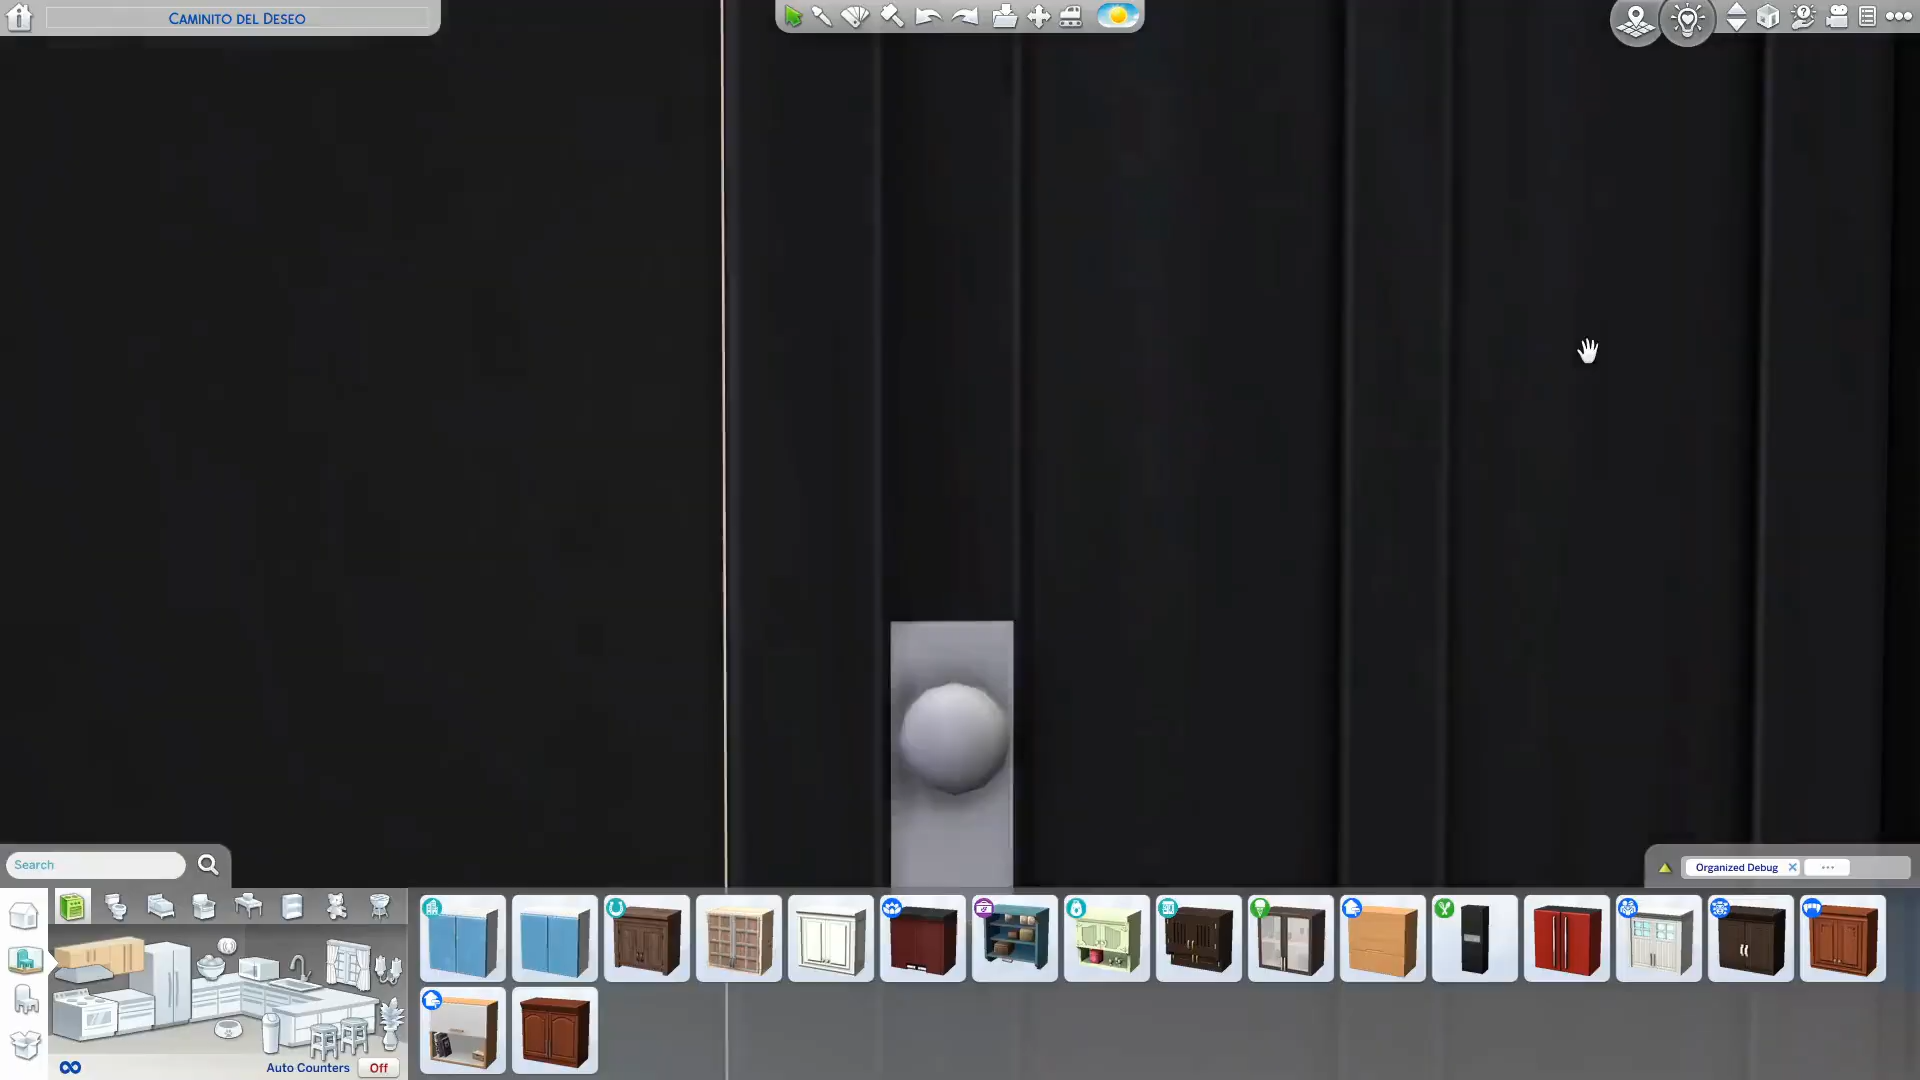 Caminito del Deseo
Search
Organized Debug
Auto Counters Off